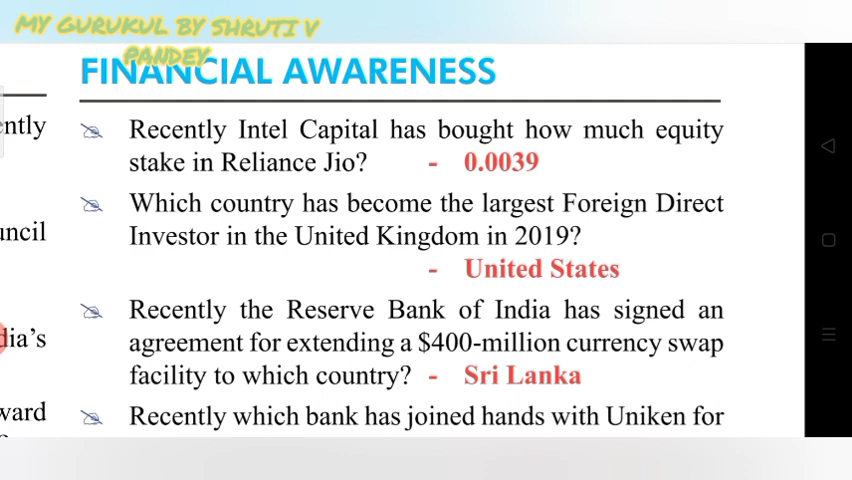 MY GURUKUL BY SHRUTI V
PANDEY
FINANCIAL AWARENESS
ently
Recently Intel Capital has bought how much equity
stake in Reliance Jio? - 0.0039
Which country has become the largest Foreign Direct
uncil
Investor in the United Kingdom in 2019?
- United States
Recently the Reserve Bank of India has signed an
dia's
agreement for extending a $400-million currency swap
facility to which country? - Sri Lanka
ward
Recently which bank has joined hands with Uniken for